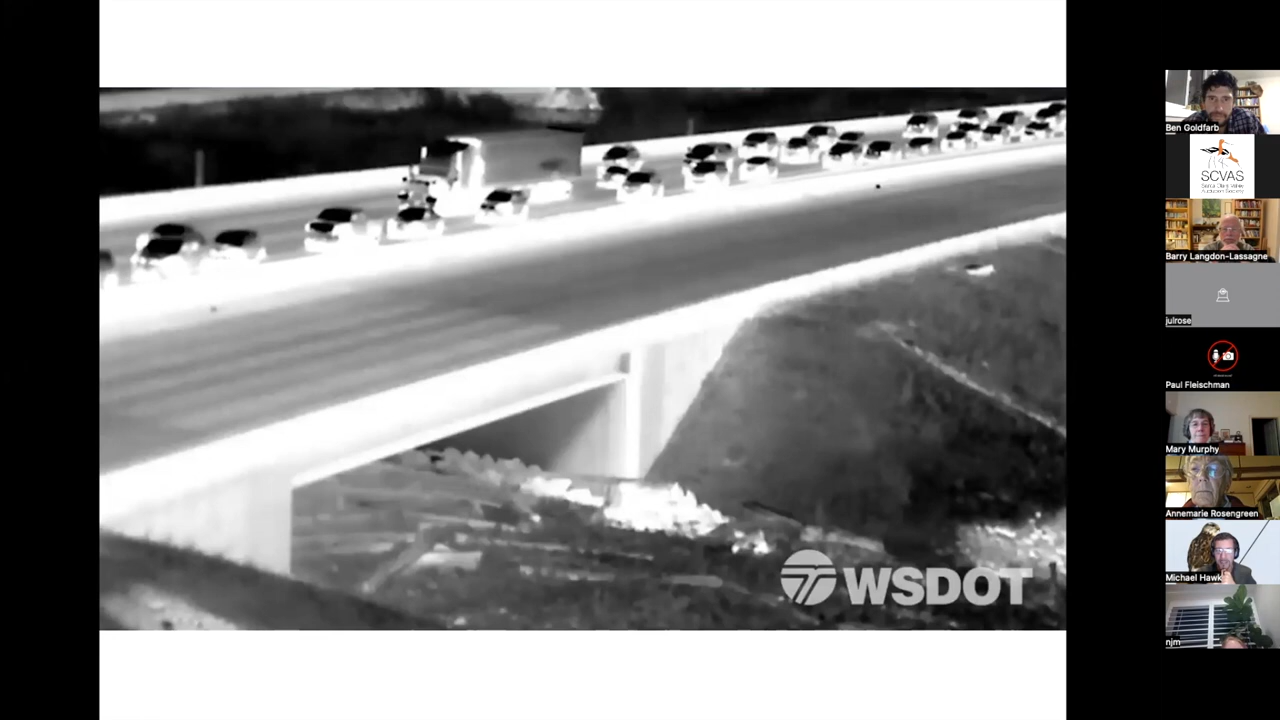 WSDOT
Ben Goldfarb
SCVAS
Barry Langdon-Lassagne
julrose
Paul Fleischman
Mary Murphy
Annemarie Rosengreen
Michael Hawk
njm